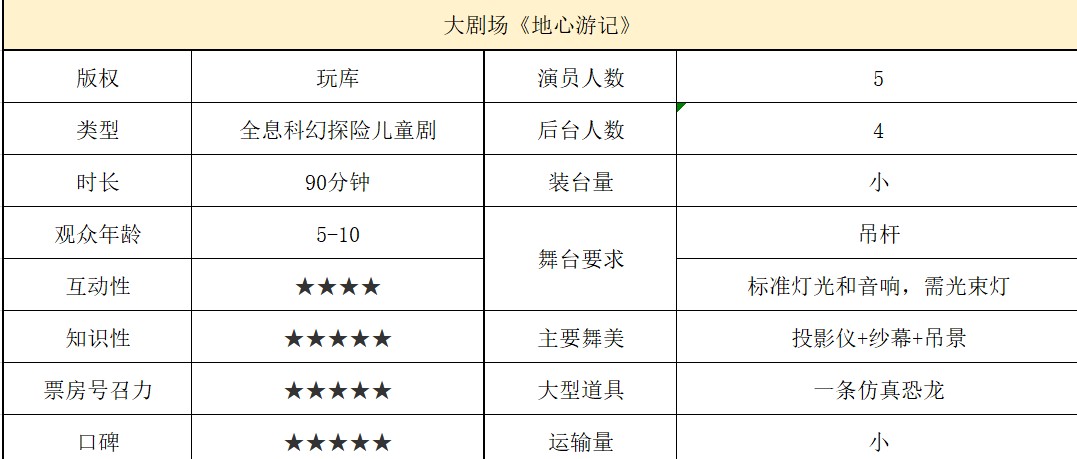 大剧场《地心游记》
版权 玩库 演员人数 5
类型 全息科幻探险儿童剧 后台人数 4
时长 90分钟 装台量 小
观众年龄 5-10 舞台要求 吊杆
互动性 ★★★★ 标准灯光和音响，需光束灯
知识性 ★★★★★ 主要舞美 投影仪+纱幕+吊景
票房号召力 ★★★★★ 大型道具 一条仿真恐龙
口碑 ★★★★★ 运输量 小